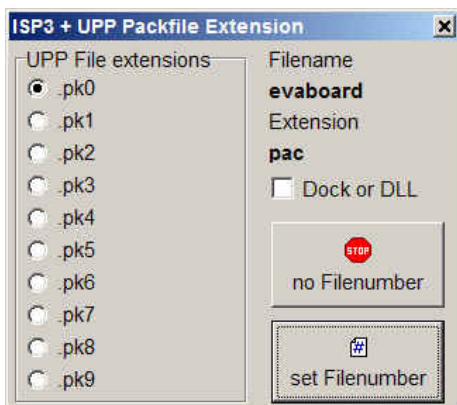 ISP3 + UPP Packfile Extension
UPP File extensions
.pk0
.pk1
.pk2
.pk3
.pk4
.pk5
.pk6
.pk7
.pk8
.pk9
Filename
evaboard
Extension
pac
Dock or DLL
STOP
no Filenumber
#
set Filenumber